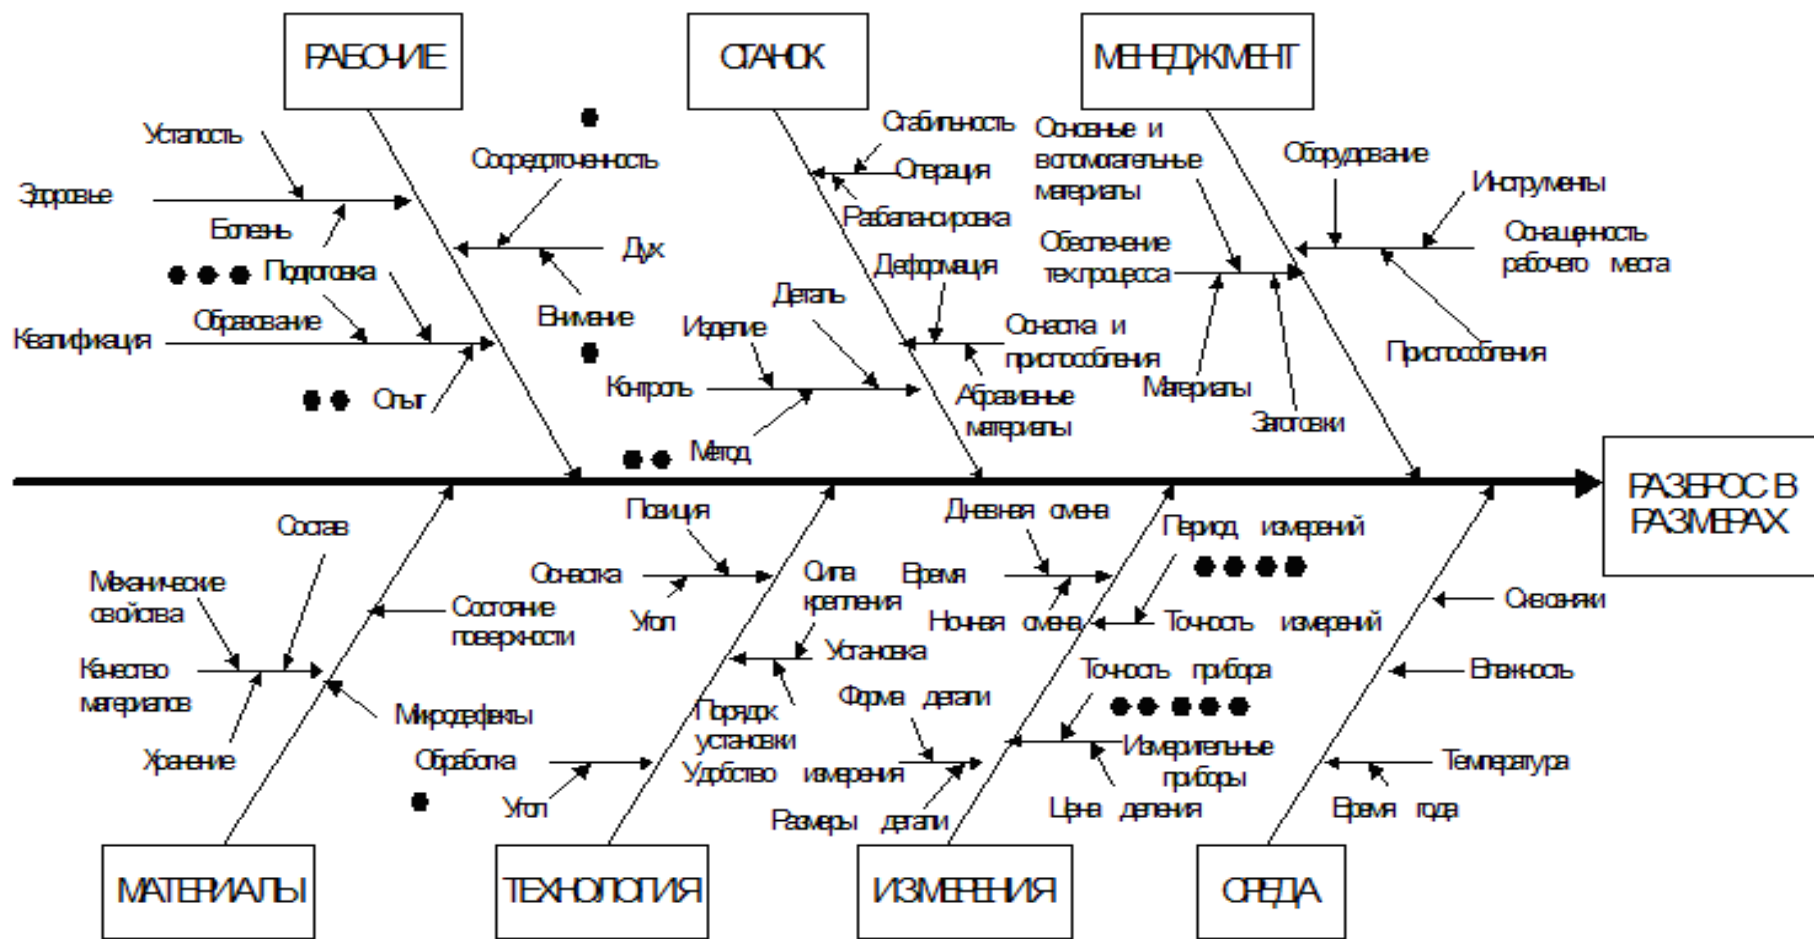 РАБОЧИЕ
СТАНОК
МЕНЕДЖМЕНТ
Усталость
Здоровье
Болезнь
Сосредоточенность
Дух
Внимание
Подготовка
Образование
Квалификация
Опыт
Стабильность
Операция
Разбалансировка
Деформация
Оснастка и
приспособления
Абразивные
материалы
Деталь
Изделие
Контроль
Метод
Основные и
вспомогательные
материалы
Обеспечение
тех.процесса
Материалы
Заготовки
Оборудование
Инструменты
Оснащенность
рабочего места
Приспособления
РАЗБРОС В
РАЗМЕРАХ
Состав
Механические
свойства
Качество
материалов
Хранение
Состояние
поверхности
Микродефекты
Позиция
Оснастка
Угол
Сила
крепления
Установка
Порядок
установки
Обработка
Угол
Дневная смена
Время
Ночная смена
Период измерений
Точность измерений
Точность прибора
Форма детали
Измерительные
приборы
Удобство измерения
Размеры детали
Цена деления
Сквозняки
Влажность
Температура
Время года
МАТЕРИАЛЫ
ТЕХНОЛОГИЯ
ИЗМЕРЕНИЯ
СРЕДА